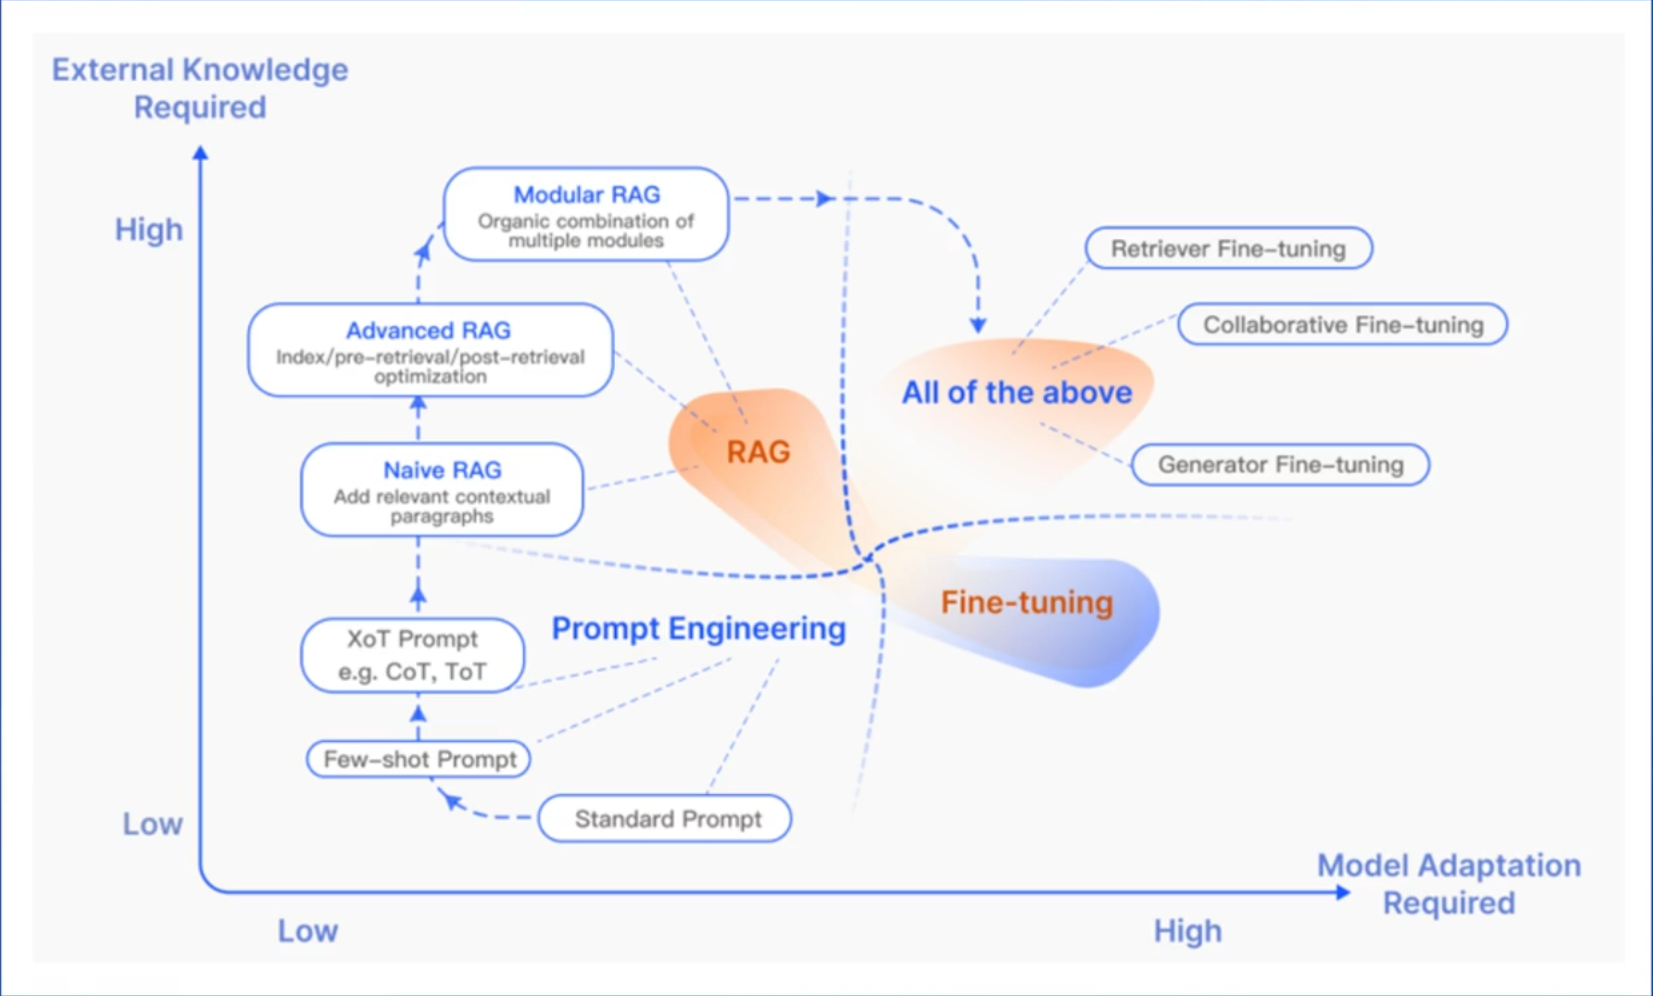 External Knowledge
Required
High
Modular RAG
Organic combination of
multiple modules
Retriever Fine-tuning
Collaborative Fine-tuning
Advanced RAG
Index/pre-retrieval/post-retrieval
optimization
All of the above
RAG
Generator Fine-tuning
Naive RAG
Add relevant contextual
paragraphs
Fine-tuning
Prompt Engineering
XoT Prompt
e.g. CoT, ToT
Few-shot Prompt
Standard Prompt
Low
Model Adaptation
Required
Low
High